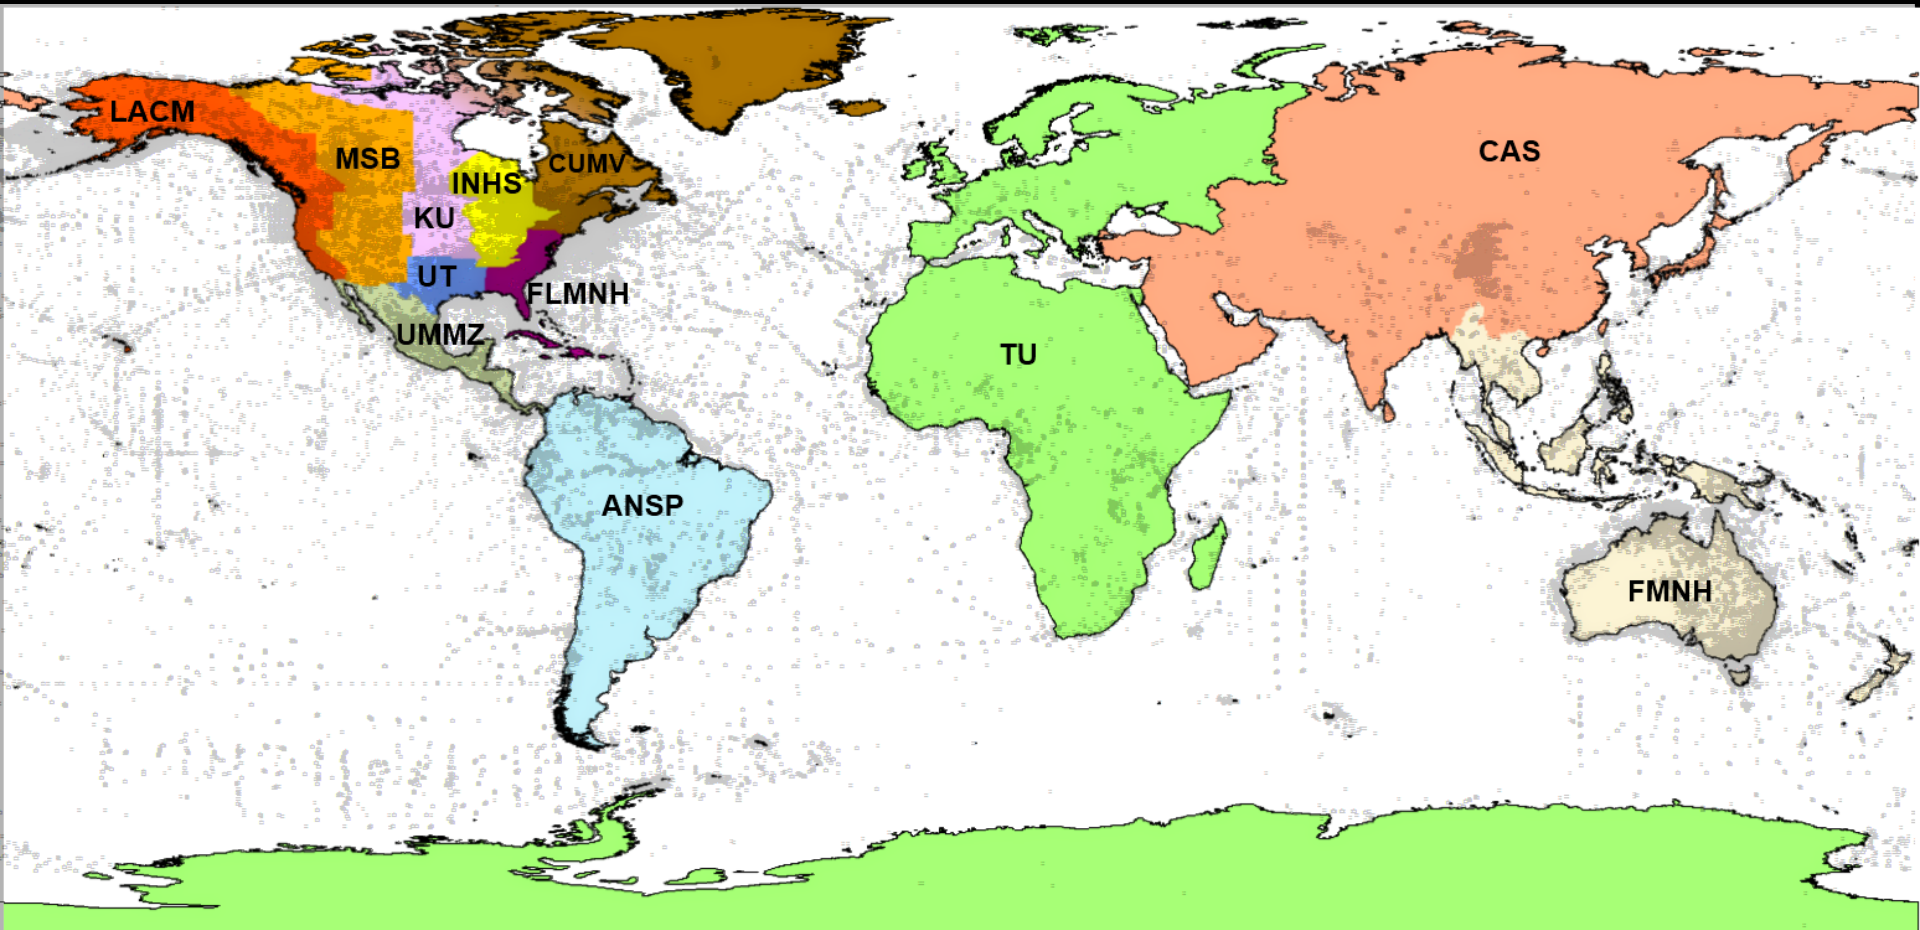 LACM
MSB
INHS
CUMV
KU
UT
FLMNH
UMMZ
ANSP
TU
CAS
FMNH